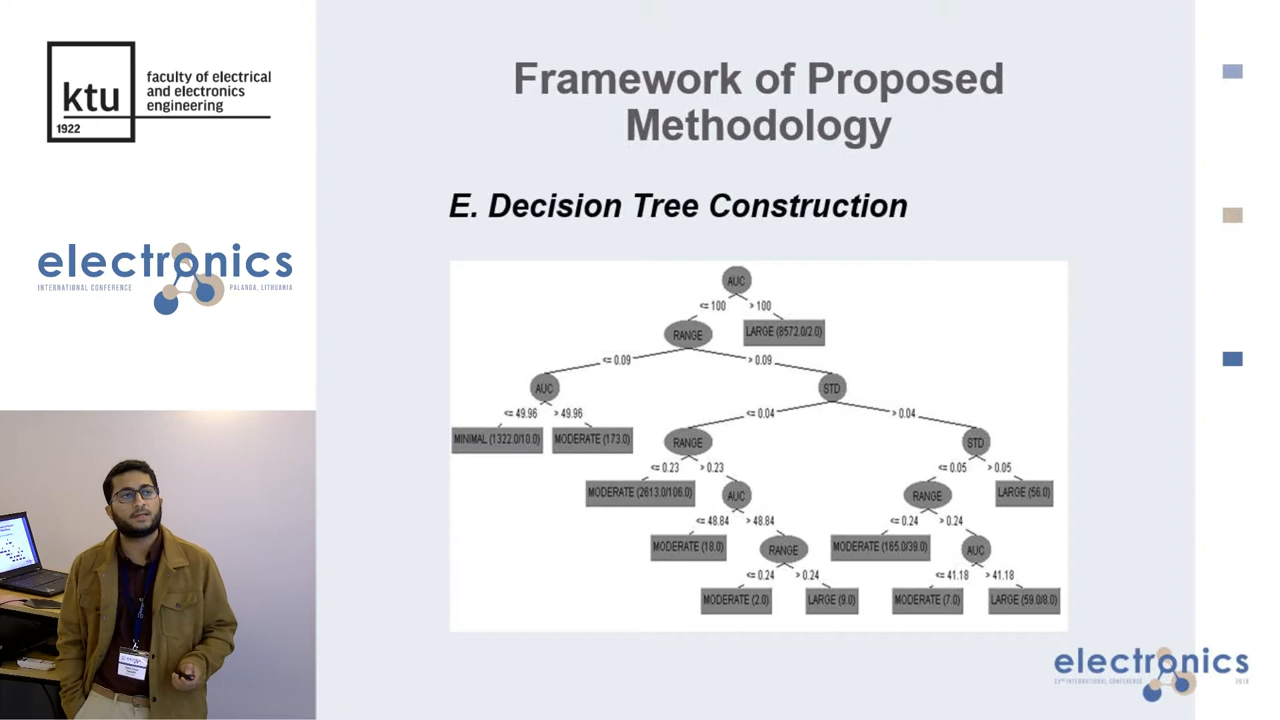 ktu
1922
faculty of electrical
and electronics
engineering
electronics
INTERNATIONAL CONFERENCE
PALANGA, LITHUANIA
Framework of Proposed
Methodology
E. Decision Tree Construction
AUC
<= 100
> 100
RANGE
LARGE (8572.0/2.0)
<= 0.09
> 0.09
AUC
STD
<= 49.96
> 49.96
<= 0.04
> 0.04
MINIMAL (1322.0/10.0)
MODERATE (173.0)
RANGE
STD
<= 0.23
> 0.23
<= 0.05
> 0.05
MODERATE (2613.0/106.0)
AUC
RANGE
LARGE (56.0)
<= 48.84
> 48.84
<= 0.24
> 0.24
MODERATE (18.0)
RANGE
MODERATE (165.0/39.0)
AUC
<= 0.24
> 0.24
<= 41.18
> 41.18
MODERATE (2.0)
LARGE (9.0)
MODERATE (7.0)
LARGE (59.0/8.0)
electronics
INTERNATIONAL CONFERENCE